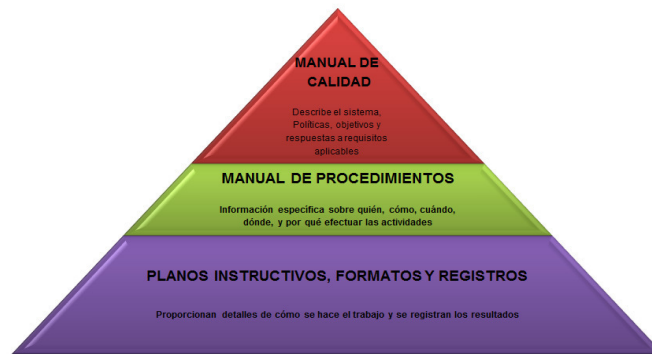 MANUAL DE
CALIDAD
Describe el sistema,
Políticas, objetivos y
respuestas a requisitos
aplicables
MANUAL DE PROCEDIMIENTOS
Información específica sobre quién, cómo, cuándo,
dónde, y por qué efectuar las actividades
PLANOS INSTRUCTIVOS, FORMATOS Y REGISTROS
Proporcionan detalles de cómo se hace el trabajo y se registran los resultados